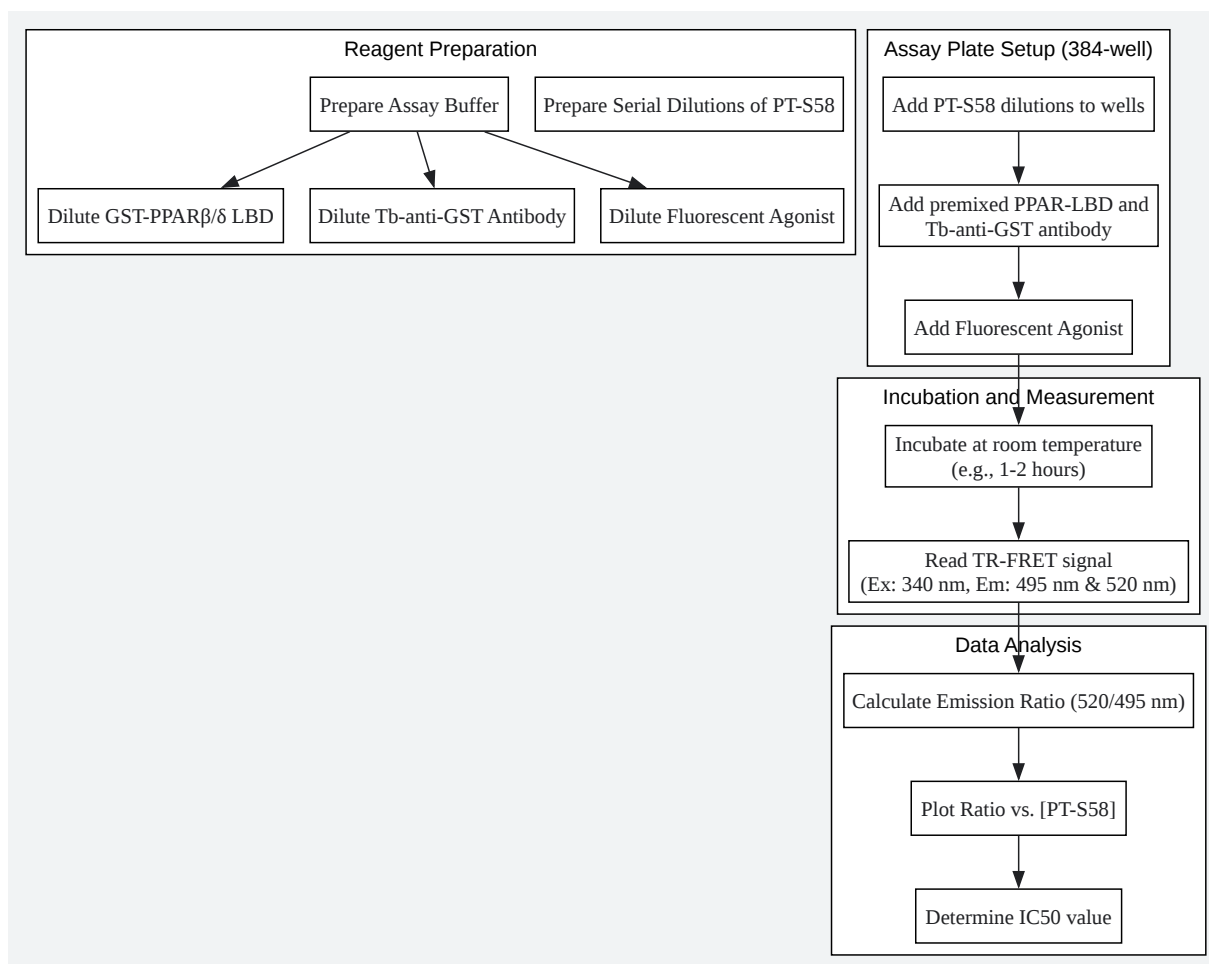 Reagent Preparation
Prepare Assay Buffer
Prepare Serial Dilutions of PT-S58
Dilute GST-PPARβ/δ LBD
Dilute Tb-anti-GST Antibody
Dilute Fluorescent Agonist
Assay Plate Setup (384-well)
Add PT-S58 dilutions to wells
Add premixed PPAR-LBD and
Tb-anti-GST antibody
Add Fluorescent Agonist
Incubation and Measurement
Incubate at room temperature
(e.g., 1-2 hours)
Read TR-FRET signal
(Ex: 340 nm, Em: 495 nm & 520 nm)
Data Analysis
Calculate Emission Ratio (520/495 nm)
Plot Ratio vs. [PT-S58]
Determine IC50 value